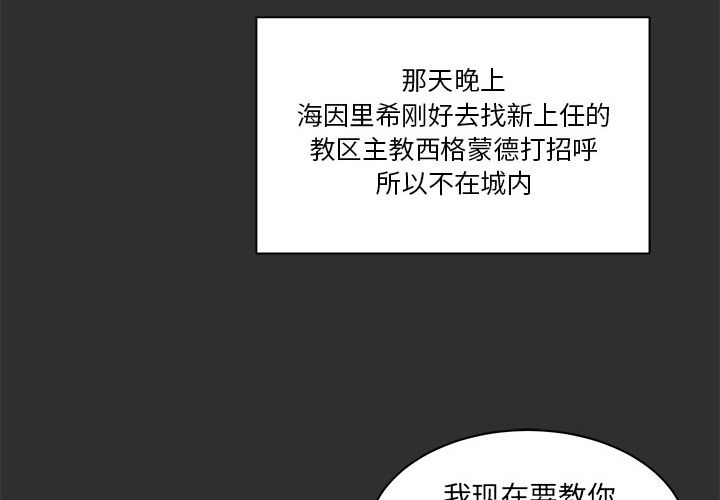 那天晚上
海因里希刚好去找新上任的
教区主教西格蒙德打招呼
所以不在城内
我现在要教你